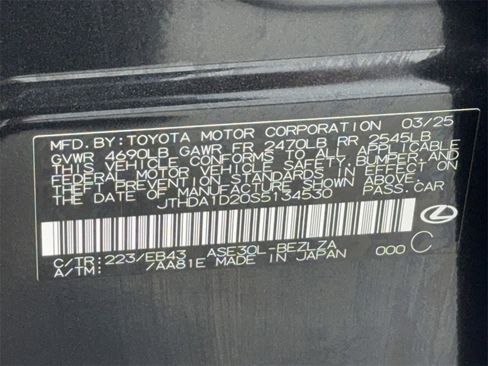 MFD. BY: TOYOTA MOTOR CORPORATION 03/25
GVWR 4690LB GAWR FR 2470LB RR 2545LB
THIS VEHICLE CONFORMS TO ALL APPLICABLE
FEDERAL MOTOR VEHICLE SAFETY, BUMPER, AND
THEFT PREVENTION STANDARDS IN EFFECT ON
THE DATE OF MANUFACTURE SHOWN ABOVE.
JTHDA1D20S5134530 PASS. CAR
C/TR: 223/EB43 ASE30L-BEZLZA 000 C
A/TM: /AA81E MADE IN JAPAN